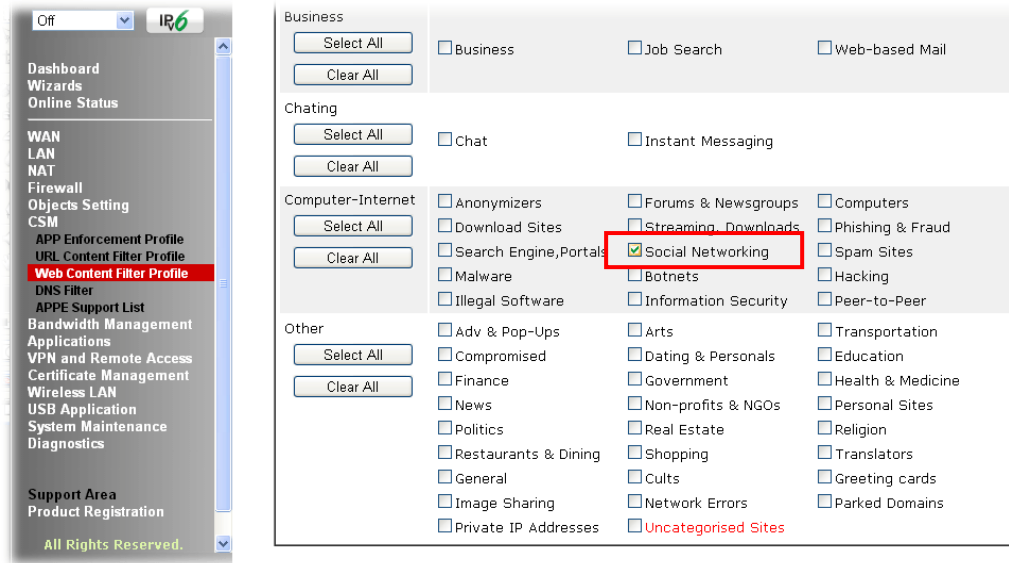 Off IPv6
Dashboard
Wizards
Online Status
WAN
LAN
NAT
Firewall
Objects Setting
CSM
APP Enforcement Profile
URL Content Filter Profile
Web Content Filter Profile
DNS Filter
APPE Support List
Bandwidth Management
Applications
VPN and Remote Access
Certificate Management
Wireless LAN
USB Application
System Maintenance
Diagnostics
Support Area
Product Registration
All Rights Reserved.
Business
Select All
Clear All
Business Job Search Web-based Mail
Chating
Select All
Clear All
Chat Instant Messaging
Computer-Internet
Select All
Clear All
Anonymizers Forums & Newsgroups Computers
Download Sites Streaming, Downloads Phishing & Fraud
Search Engine,Portals Social Networking Spam Sites
Malware Botnets Hacking
Illegal Software Information Security Peer-to-Peer
Other
Select All
Clear All
Adv & Pop-Ups Arts Transportation
Compromised Dating & Personals Education
Finance Government Health & Medicine
News Non-profits & NGOs Personal Sites
Politics Real Estate Religion
Restaurants & Dining Shopping Translators
General Cults Greeting cards
Image Sharing Network Errors Parked Domains
Private IP Addresses Uncategorised Sites